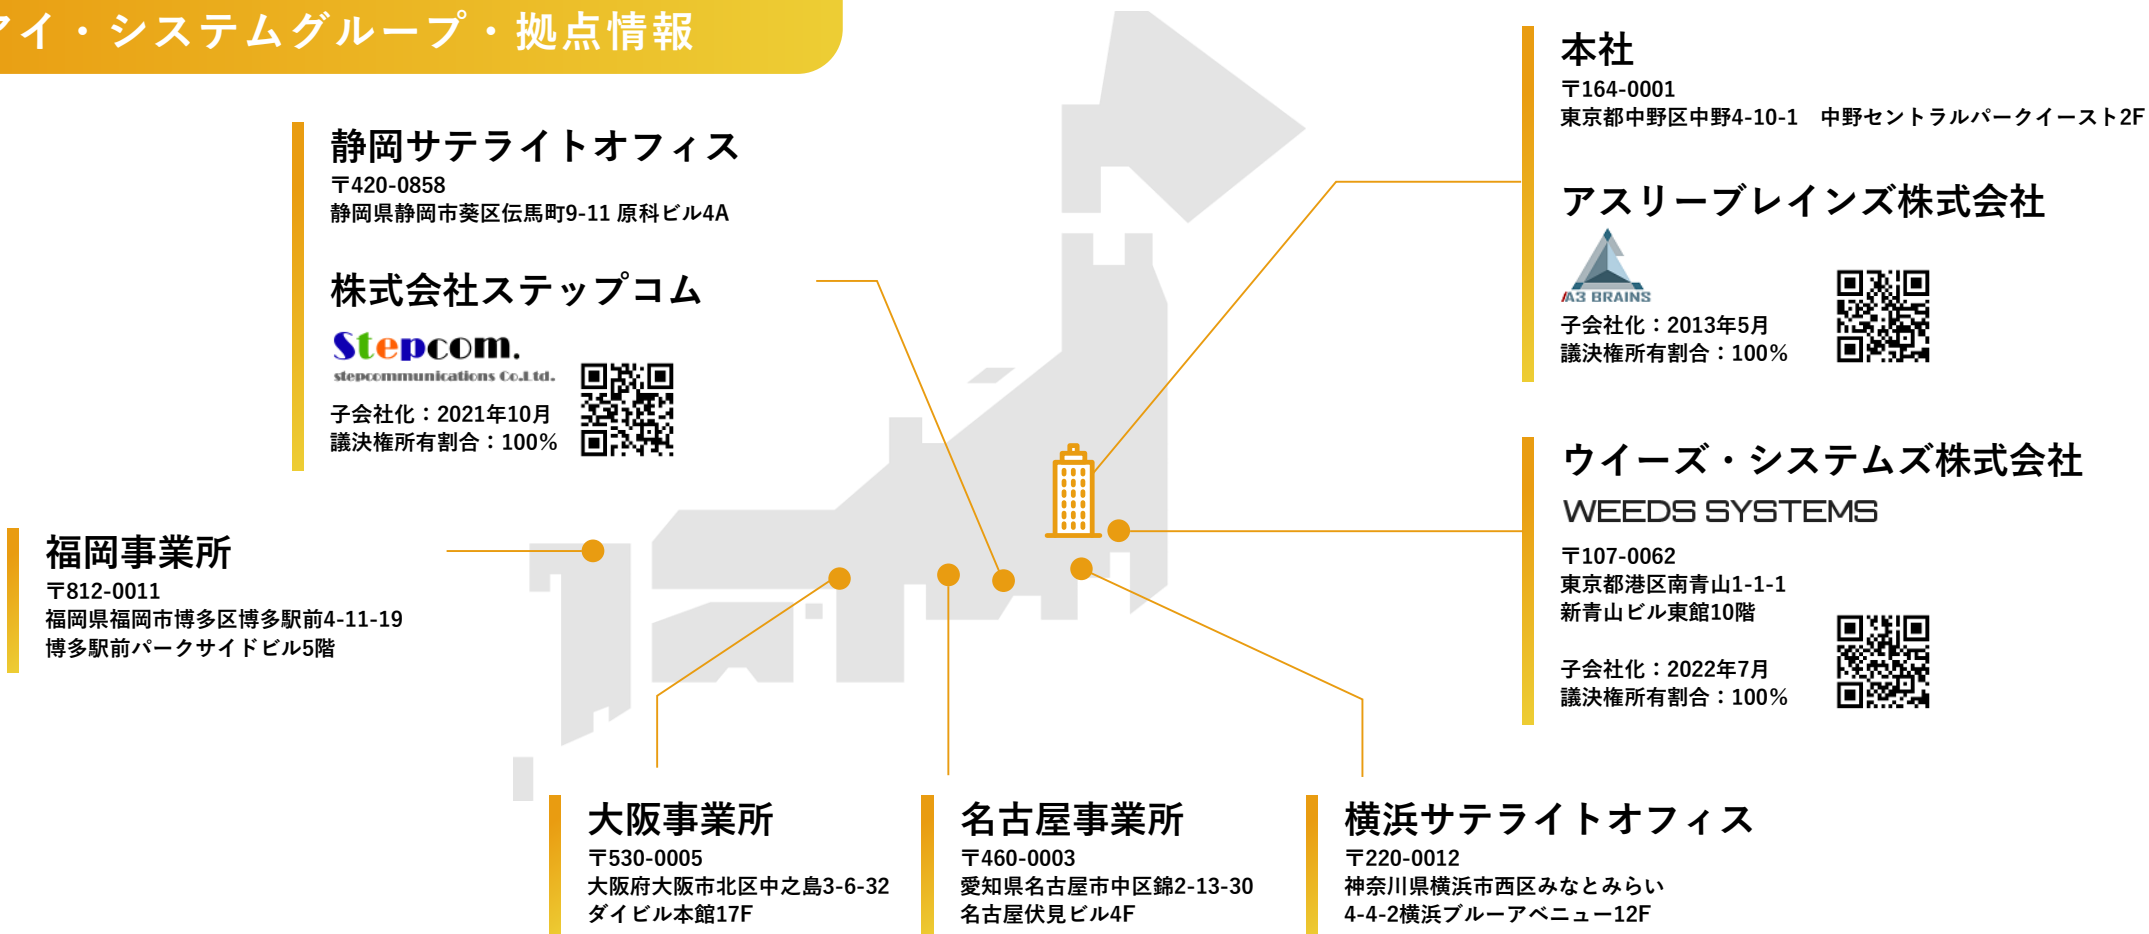 アイ・システムグループ・拠点情報
静岡サテライトオフィス
〒420-0858
静岡県静岡市葵区伝馬町9-11 原科ビル4A
株式会社ステップコム
Stepcom.
stepcommunications Co.Ltd.
子会社化：2021年10月
議決権所有割合：100%
福岡事業所
〒812-0011
福岡県福岡市博多区博多駅前4-11-19
博多駅前パークサイドビル5階
本社
〒164-0001
東京都中野区中野4-10-1　中野セントラルパークイースト2F
アスリーブレインズ株式会社
A3 BRAINS
子会社化：2013年5月
議決権所有割合：100%
ウイーズ・システムズ株式会社
WEEDS SYSTEMS
〒107-0062
東京都港区南青山1-1-1
新青山ビル東館10階
子会社化：2022年7月
議決権所有割合：100%
大阪事業所
〒530-0005
大阪府大阪市北区中之島3-6-32
ダイビル本館17F
名古屋事業所
〒460-0003
愛知県名古屋市中区錦2-13-30
名古屋伏見ビル4F
横浜サテライトオフィス
〒220-0012
神奈川県横浜市西区みなとみらい
4-4-2横浜ブルーアベニュー12F